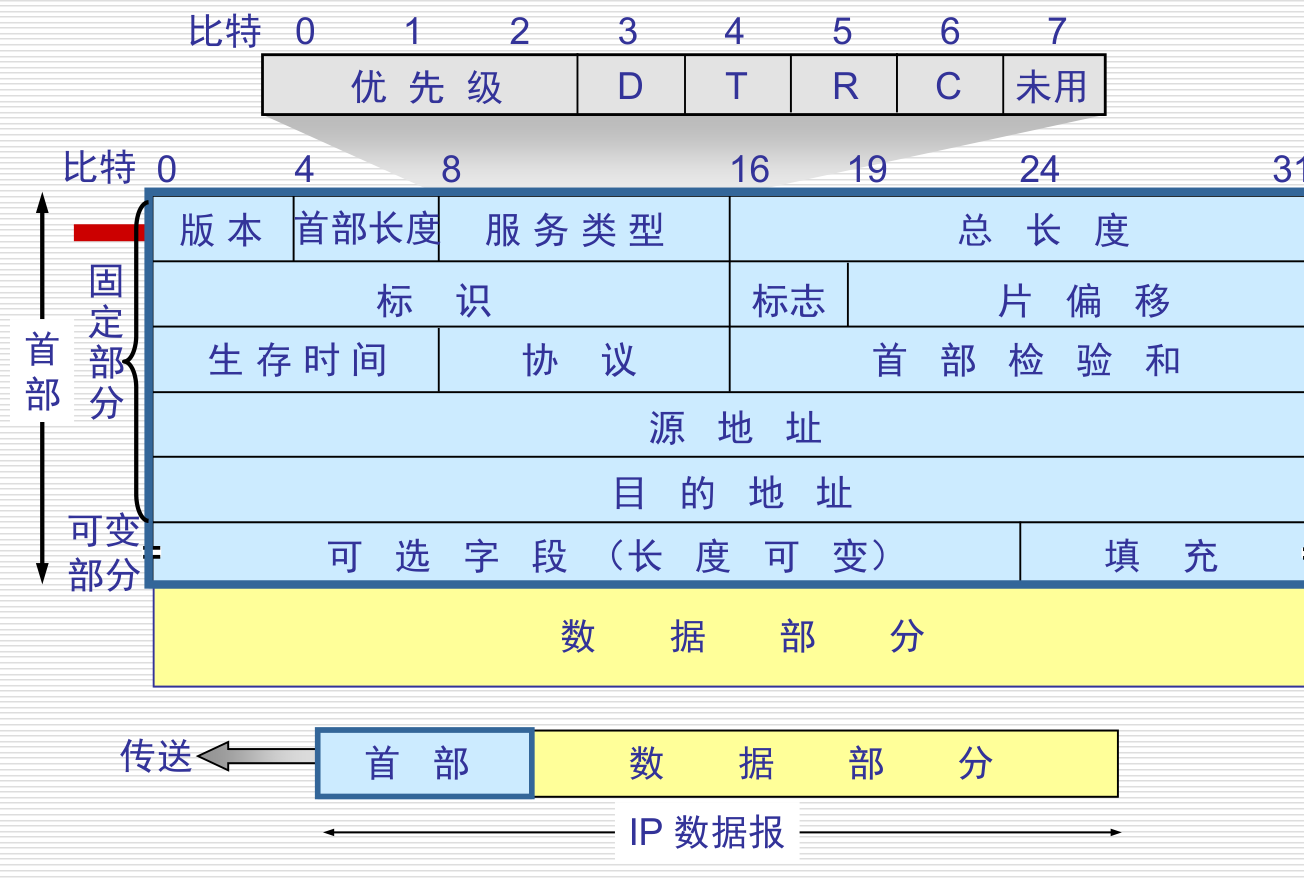 比特 0 1 2 3 4 5 6 7
优先级 D T R C 未用
比特 0 4 8 16 19 24 31
版本 首部长度 服务类型 总长度
标识 标志 片偏移
生存时间 协议 首部检验和
源地址
目的地址
可选字段（长度可变） 填充
数据部分
首部
固定部分
可变
部分
传送 首部 数据部分
IP 数据报